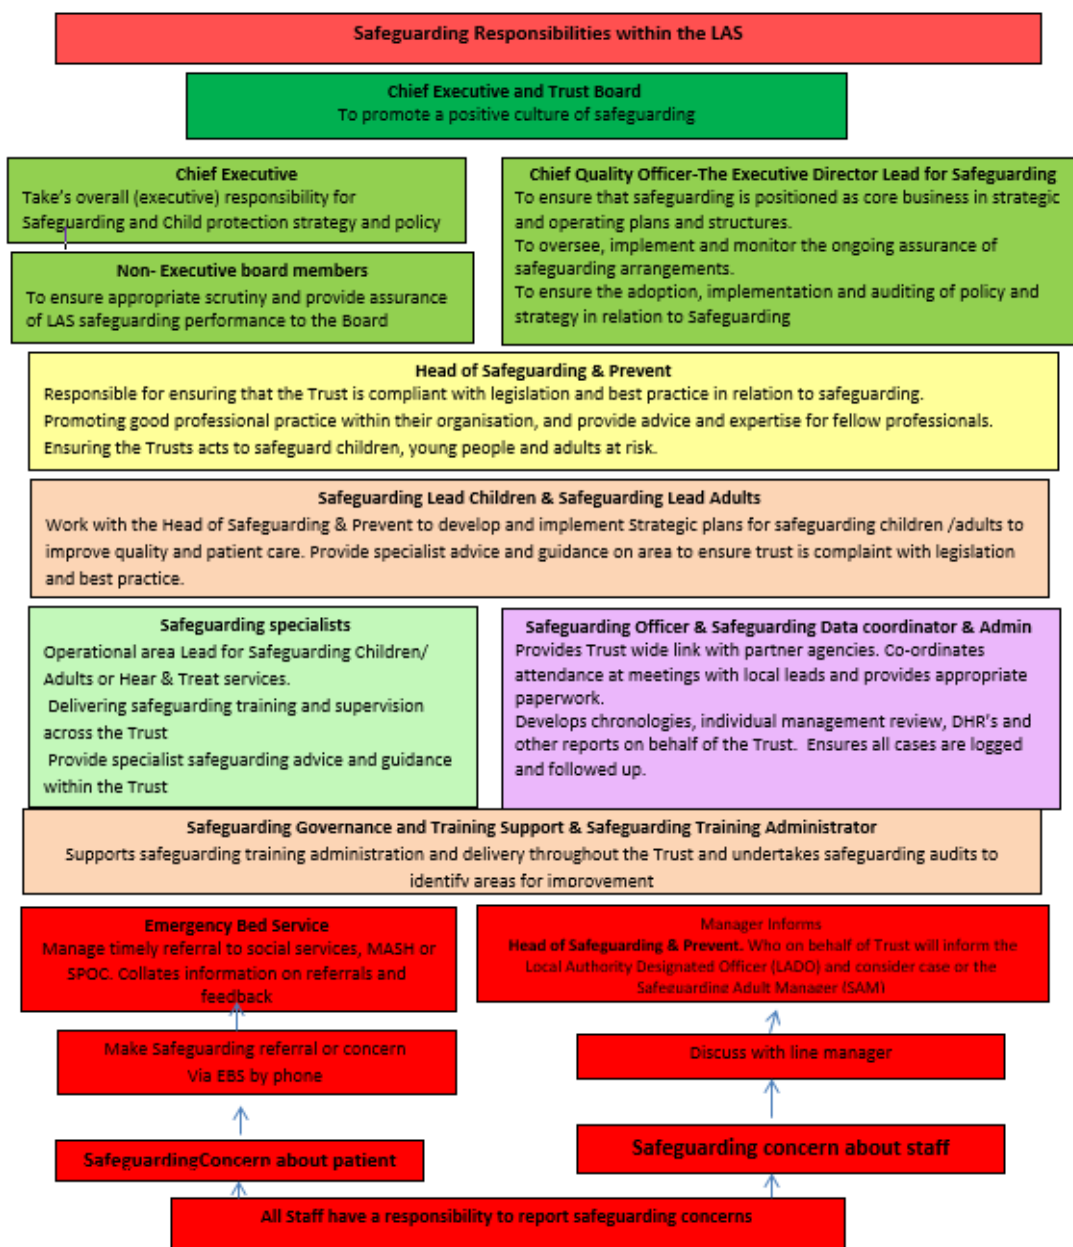 Safeguarding Responsibilities within the LAS
Chief Executive and Trust Board
To promote a positive culture of safeguarding
Chief Executive
Take's overall (executive) responsibility for
Safeguarding and Child protection strategy and policy
Non- Executive board members
To ensure appropriate scrutiny and provide assurance
of LAS safeguarding performance to the Board
Chief Quality Officer-The Executive Director Lead for Safeguarding
To ensure that safeguarding is positioned as core business in strategic
and operating plans and structures.
To oversee, implement and monitor the ongoing assurance of
safeguarding arrangements.
To ensure the adoption, implementation and auditing of policy and
strategy in relation to Safeguarding
Head of Safeguarding & Prevent
Responsible for ensuring that the Trust is compliant with legislation and best practice in relation to safeguarding.
Promoting good professional practice within their organisation, and provide advice and expertise for fellow professionals.
Ensuring the Trusts acts to safeguard children, young people and adults at risk.
Safeguarding Lead Children & Safeguarding Lead Adults
Work with the Head of Safeguarding & Prevent to develop and implement Strategic plans for safeguarding children /adults to
improve quality and patient care. Provide specialist advice and guidance on area to ensure trust is complaint with legislation
and best practice.
Safeguarding specialists
Operational area Lead for Safeguarding Children/
Adults or Hear & Treat services.
Delivering safeguarding training and supervision
across the Trust
Provide specialist safeguarding advice and guidance
within the Trust
Safeguarding Officer & Safeguarding Data coordinator & Admin
Provides Trust wide link with partner agencies. Co-ordinates
attendance at meetings with local leads and provides appropriate
paperwork.
Develops chronologies, individual management review, DHR's and
other reports on behalf of the Trust. Ensures all cases are logged
and followed up.
Safeguarding Governance and Training Support & Safeguarding Training Administrator
Supports safeguarding training administration and delivery throughout the Trust and undertakes safeguarding audits to
identify areas for improvement
Emergency Bed Service
Manage timely referral to social services, MASH or
SPOC. Collates information on referrals and
feedback
Manager Informs
Head of Safeguarding & Prevent. Who on behalf of Trust will inform the
Local Authority Designated Officer (LADO) and consider case or the
Safeguarding Adult Manager (SAM)
Make Safeguarding referral or concern
Via EBS by phone
Discuss with line manager
SafeguardingConcern about patient
Safeguarding concern about staff
All Staff have a responsibility to report safeguarding concerns